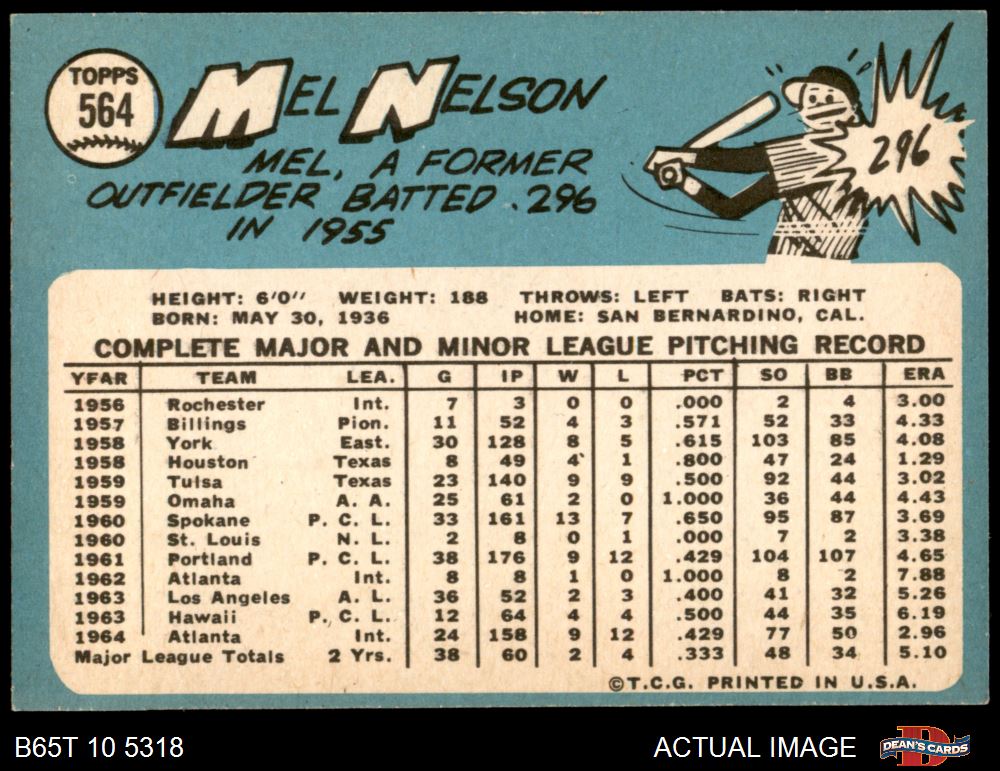 TOPPS
564
MEL NELSON
MEL, A FORMER
OUTFIELDER BATTED .296
IN 1955
296
HEIGHT: 6'0" WEIGHT: 188 THROWS: LEFT BATS: RIGHT
BORN: MAY 30, 1936 HOME: SAN BERNARDINO, CAL.
COMPLETE MAJOR AND MINOR LEAGUE PITCHING RECORD
YEAR TEAM LEA. G IP W L PCT SO BB ERA
1956 Rochester Int. 7 3 0 0 .000 2 4 3.00
1957 Billings Pion. 11 52 4 3 .571 52 33 4.33
1958 York East. 30 128 8 5 .615 103 85 4.08
1958 Houston Texas 8 49 4 1 .800 47 24 1.29
1959 Tulsa Texas 23 140 9 9 .500 92 44 3.02
1959 Omaha A. A. 25 61 2 0 1.000 36 44 4.43
1960 Spokane P. C. L. 33 161 13 7 .650 95 87 3.69
1960 St. Louis N. L. 2 8 0 1 .000 7 2 3.38
1961 Portland P. C. L. 38 176 9 12 .429 104 107 4.65
1962 Atlanta Int. 8 8 1 0 1.000 8 2 7.88
1963 Los Angeles A. L. 36 52 2 3 .400 41 32 5.26
1963 Hawaii P. C. L. 12 64 4 4 .500 44 35 6.19
1964 Atlanta Int. 24 158 9 12 .429 77 50 2.96
Major League Totals 2 Yrs. 38 60 2 4 .333 48 34 5.10
©T.C.G. PRINTED IN U.S.A.
B65T 10 5318 ACTUAL IMAGE DEAN'S CARDS